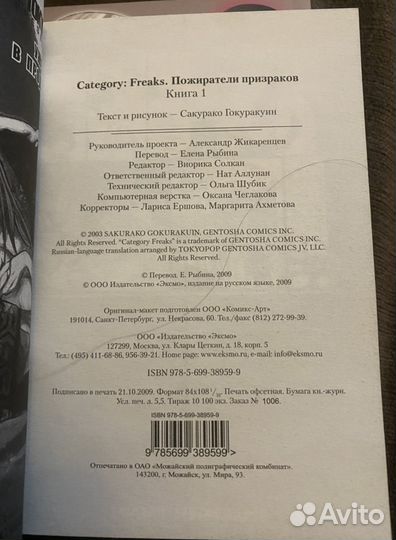 Category: Freaks. Пожиратели призраков
Книга 1
Текст и рисунок — Сакурако Гокуракуин
Руководитель проекта — Александр Жикаренцев
Перевод — Елена Рыбина
Редактор — Виорика Солкан
Ответственный редактор — Нат Аллунан
Технический редактор — Ольга Шубик
Компьютерная верстка — Оксана Чеглакова
Корректоры — Лариса Ершова, Маргарита Ахметова
© 2003 SAKURAKO GOKURAKUIN. GENTOSHA COMICS INC.
All Rights Reserved. "Category Freaks" is a trademark of GENTOSHA COMICS INC.
Russian-language translation arranged by TOKYOPOP GENTOSHA COMICS JV, LLC.
All Rights Reserved.
© Перевод. Е. Рыбина, 2009
© ООО «Издательство «Эксмо», издание на русском языке, 2009
Оригинал-макет подготовлен ООО «Комикс-Арт»
191014, Санкт-Петербург, ул. Некрасова, 60. Тел./факс (812) 272-99-39.
ООО «Издательство «Эксмо»
127299, Москва, ул. Клары Цеткин, д. 18, корп. 5
Тел.: (495) 411-68-86, 956-39-21. Home page: www.eksmo.ru, e-mail: info@eksmo.ru
ISBN 978-5-699-38959-9
Подписано в печать 21.10.2009. Формат 84x108 1/32. Печать офсетная. Бумага кн.-журн.
Усл. печ. л. 5,5. Тираж 10 100 экз. Заказ № 1006.
ISBN 978-5-699-38959-9
9 785699 389599 >
Отпечатано в ОАО «Можайский полиграфический комбинат».
143200, г. Можайск, ул. Мира, 93.
Avito